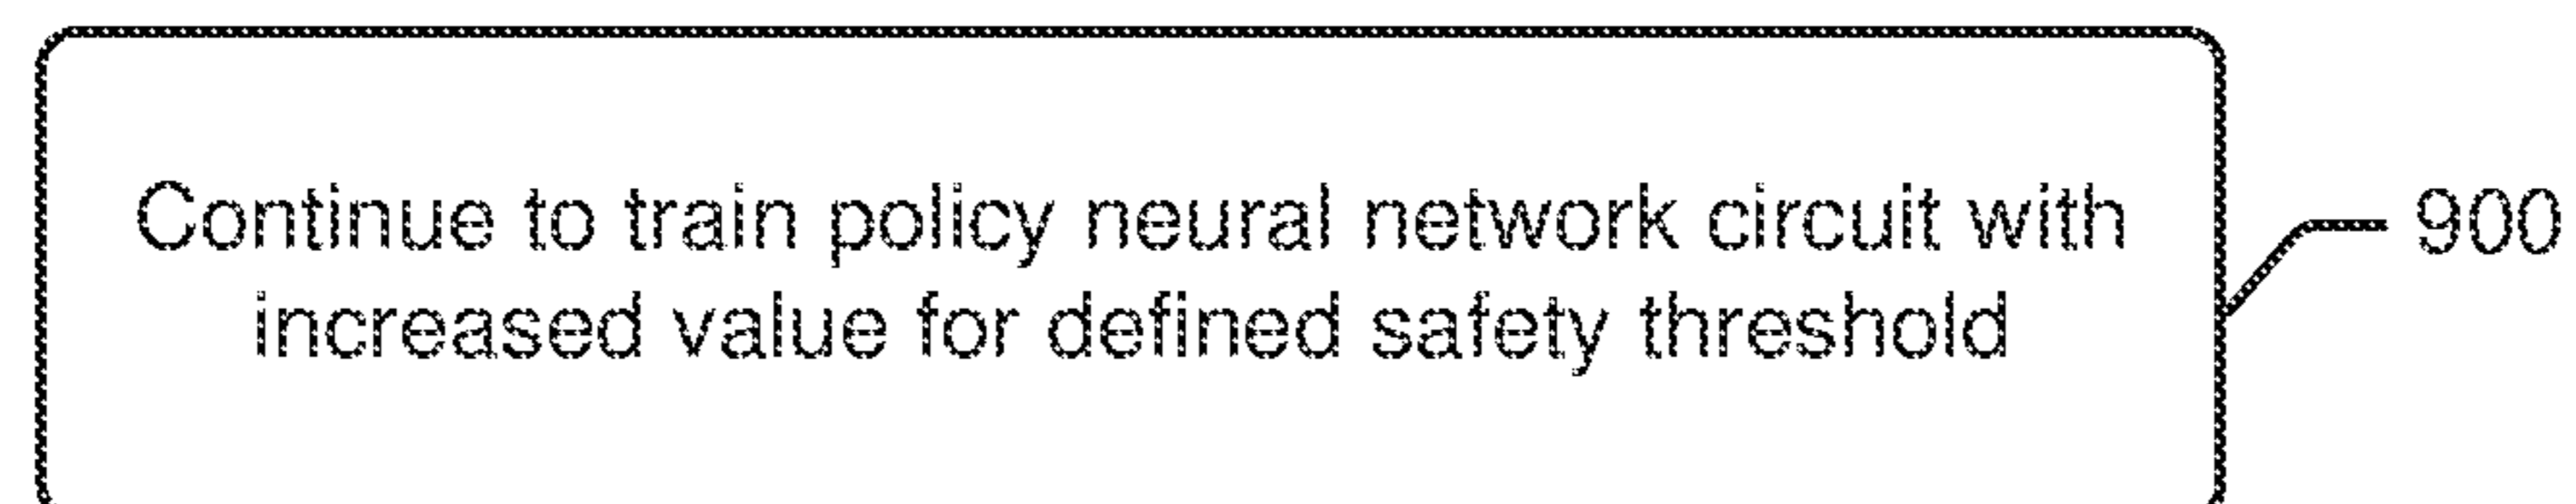 Continue to train policy neural network circuit with
increased value for defined safety threshold
900